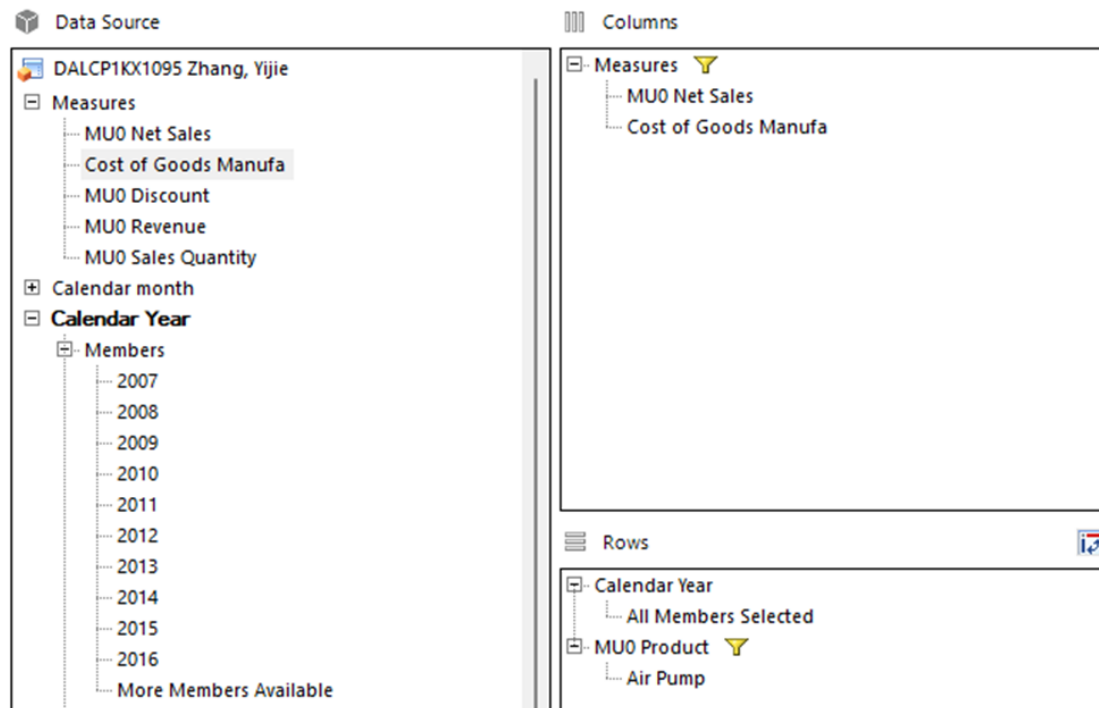 Data Source
DALCP1KX1095 Zhang, Yijie
Measures
MU0 Net Sales
Cost of Goods Manufa
MU0 Discount
MU0 Revenue
MU0 Sales Quantity
Calendar month
Calendar Year
Members
2007
2008
2009
2010
2011
2012
2013
2014
2015
2016
More Members Available
Columns
Measures
MU0 Net Sales
Cost of Goods Manufa
Rows
Calendar Year
All Members Selected
MU0 Product
Air Pump